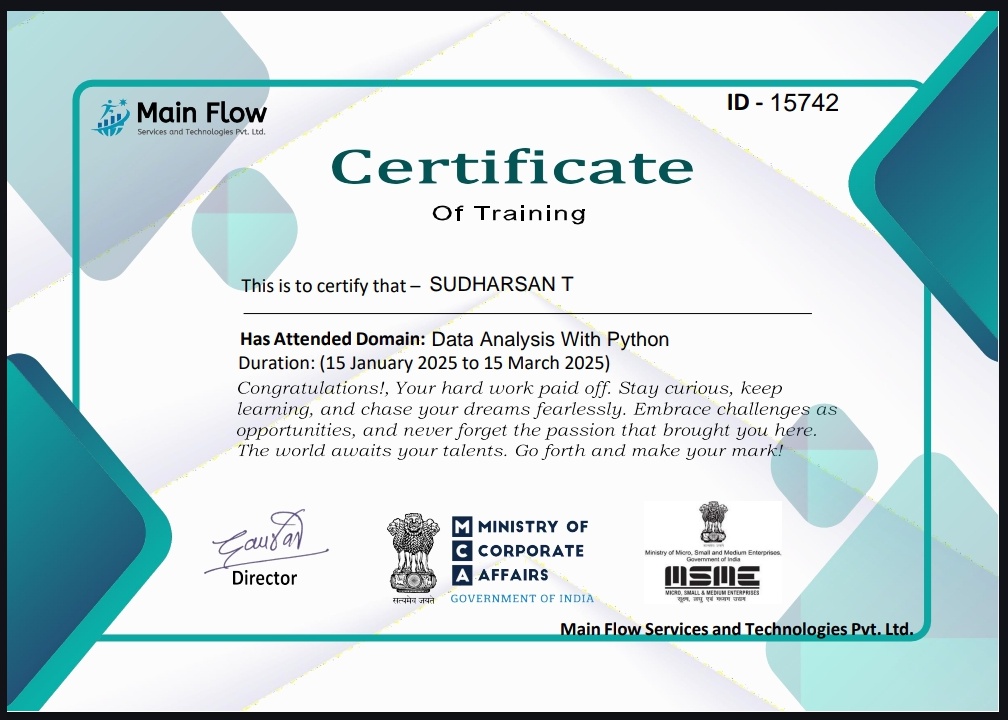 Main Flow
Services and Technologies Pvt. Ltd.
ID - 15742
Certificate
Of Training
This is to certify that – SUDHARSAN T
Has Attended Domain: Data Analysis With Python
Duration: (15 January 2025 to 15 March 2025)
Congratulations!, Your hard work paid off. Stay curious, keep
learning, and chase your dreams fearlessly. Embrace challenges as
opportunities, and never forget the passion that brought you here.
The world awaits your talents. Go forth and make your mark!
Director
सत्यमेव जयते
MINISTRY OF
CORPORATE
AFFAIRS
MCA
GOVERNMENT OF INDIA
Ministry of Micro, Small and Medium Enterprises,
Government of India
MSME
MICRO, SMALL & MEDIUM ENTERPRISES
सूक्ष्म, लघु एवं मध्यम उद्यम
Main Flow Services and Technologies Pvt. Ltd.